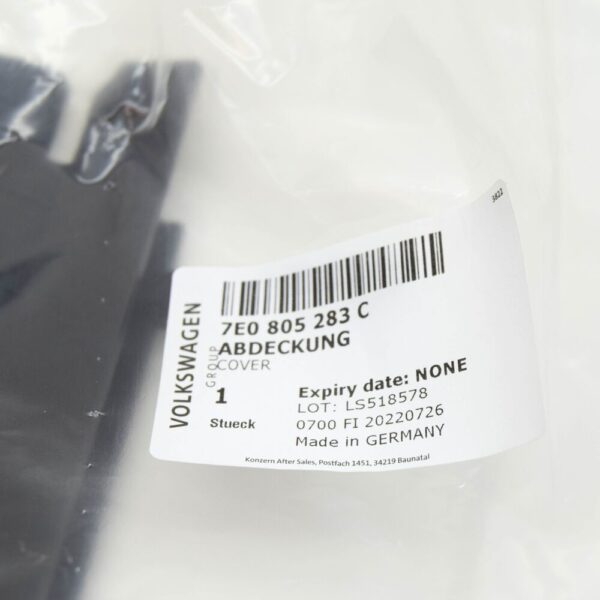 3822
VOLKSWAGEN
GROUP
7E0 805 283 C
ABDECKUNG
COVER
1
Stueck
Expiry date: NONE
LOT: LS518578
0700 FI 20220726
Made in GERMANY
Konzern After Sales, Postfach 1451, 34219 Baunatal